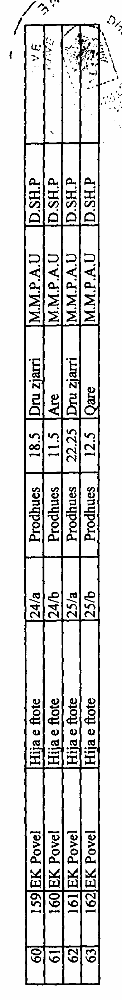 60 159 EK Povel Hija e ftote 24/a Prodhues 18.5 Dru zjarri M.M.P.A.U D.SH.P
61 160 EK Povel Hija e ftote 24/b Prodhues 11.5 Are M.M.P.A.U D.SH.P
62 161 EK Povel Hija e ftote 25/a Prodhues 22.25 Dru zjarri M.M.P.A.U D.SH.P
63 162 EK Povel Hija e ftote 25/b Prodhues 12.5 Qare M.M.P.A.U D.SH.P